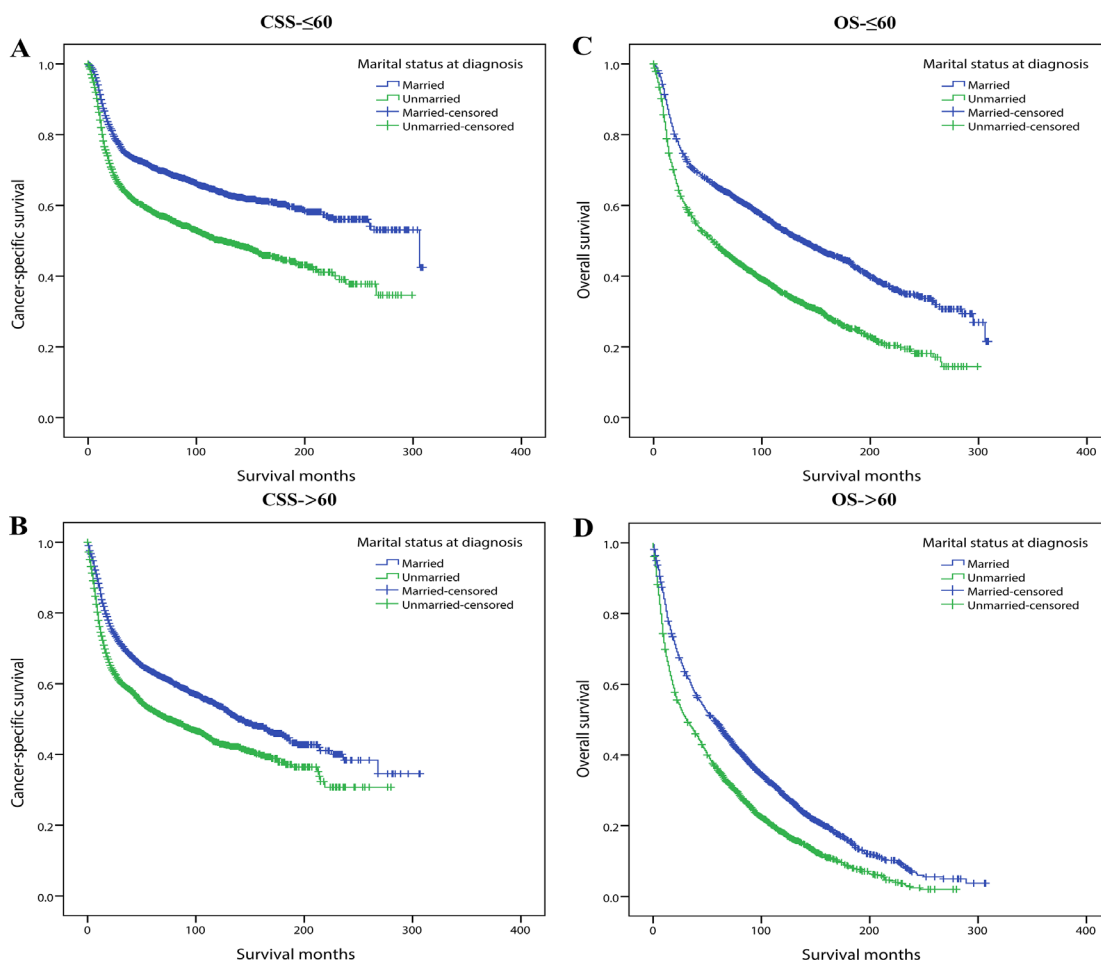 CSS-≤60
A
Marital status at diagnosis
Married
Unmarried
Married-censored
Unmarried-censored
1.0
0.8
0.6
0.4
0.2
0.0
Cancer-specific survival
0 100 200 300 400
Survival months
OS-≤60
C
Marital status at diagnosis
Married
Unmarried
Married-censored
Unmarried-censored
1.0
0.8
0.6
0.4
0.2
0.0
Overall survival
0 100 200 300 400
Survival months
CSS->60
B
Marital status at diagnosis
Married
Unmarried
Married-censored
Unmarried-censored
1.0
0.8
0.6
0.4
0.2
0.0
Cancer-specific survival
0 100 200 300 400
Survival months
OS->60
D
Marital status at diagnosis
Married
Unmarried
Married-censored
Unmarried-censored
1.0
0.8
0.6
0.4
0.2
0.0
Overall survival
0 100 200 300 400
Survival months